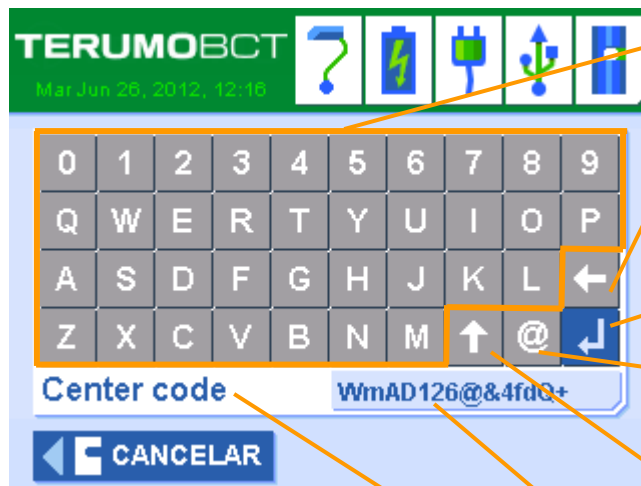 TERUMOBCT
Mar Jun 26, 2012, 12:16
0 1 2 3 4 5 6 7 8 9
Q W E R T Y U I O P
A S D F G H J K L
Z X C V B N M @
Center code WmAD126@&4fdQ+
CANCELAR